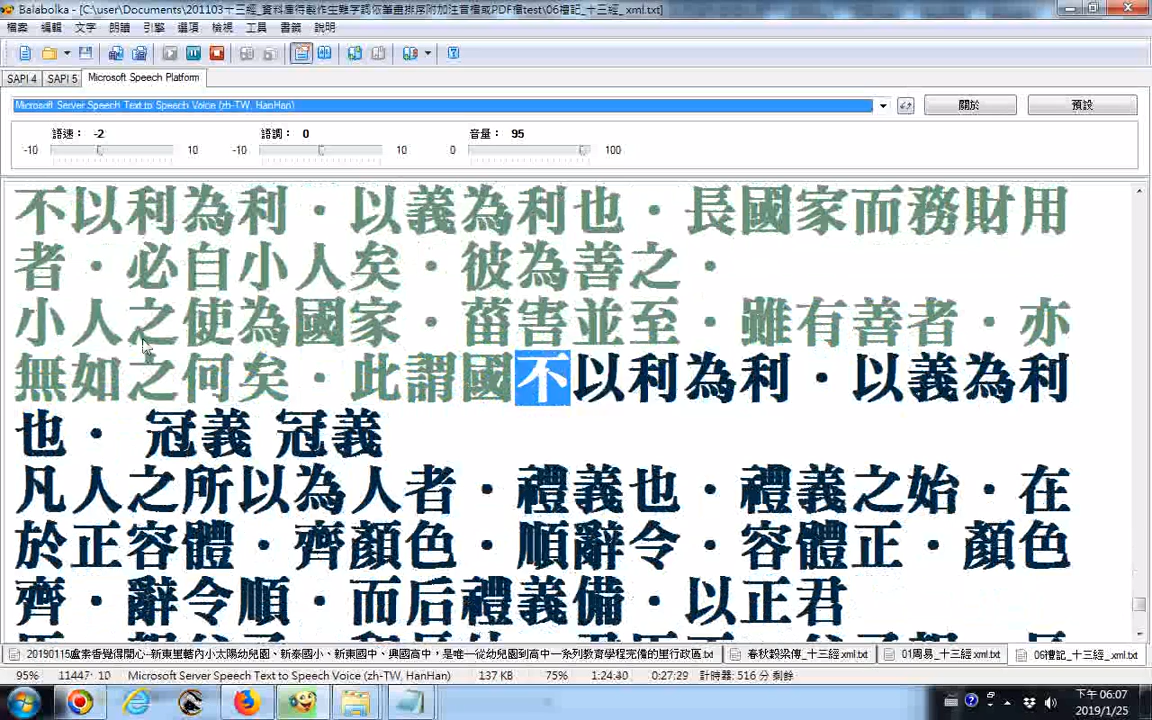 Balabolka - [C:\user\Documents\201103十三經_資料庫得製作生難字詞依筆畫排序附加注音檔或PDF檔test\06禮記_十三經_ xml.txt]
檔案 編輯 文字 朗讀 引擎 選項 檢視 工具 書籤 說明
SAPI 4 SAPI 5 Microsoft Speech Platform
Microsoft Server Speech Text to Speech Voice (zh-TW, HanHan) 關於 預設
語速： -2 語調： 0 音量： 95
-10 10 -10 10 0 100
不以利為利．以義為利也．長國家而務財用
者．必自小人矣．彼為善之．
小人之使為國家．菑害並至．雖有善者．亦
無如之何矣．此謂國不以利為利．以義為利
也． 冠義 冠義
凡人之所以為人者．禮義也．禮義之始．在
於正容體．齊顏色．順辭令．容體正．顏色
齊．辭令順．而后禮義備．以正君
20190115盧素香覺得開心--新東里轄內小太陽幼兒園、新泰國小、新東國中、興國高中，是唯一從幼兒園到高中一系列教育學程完備的里行政區.txt 春秋穀梁傳_十三經.xml.txt 01周易_十三經xml.txt 06禮記_十三經_ xml.txt
95% 11447: 10 Microsoft Server Speech Text to Speech Voice (zh-TW, HanHan) 137 KB 75% 1:24:30 0:27:29 計時器： 516 分 剩餘
下午 06:07
2019/1/25